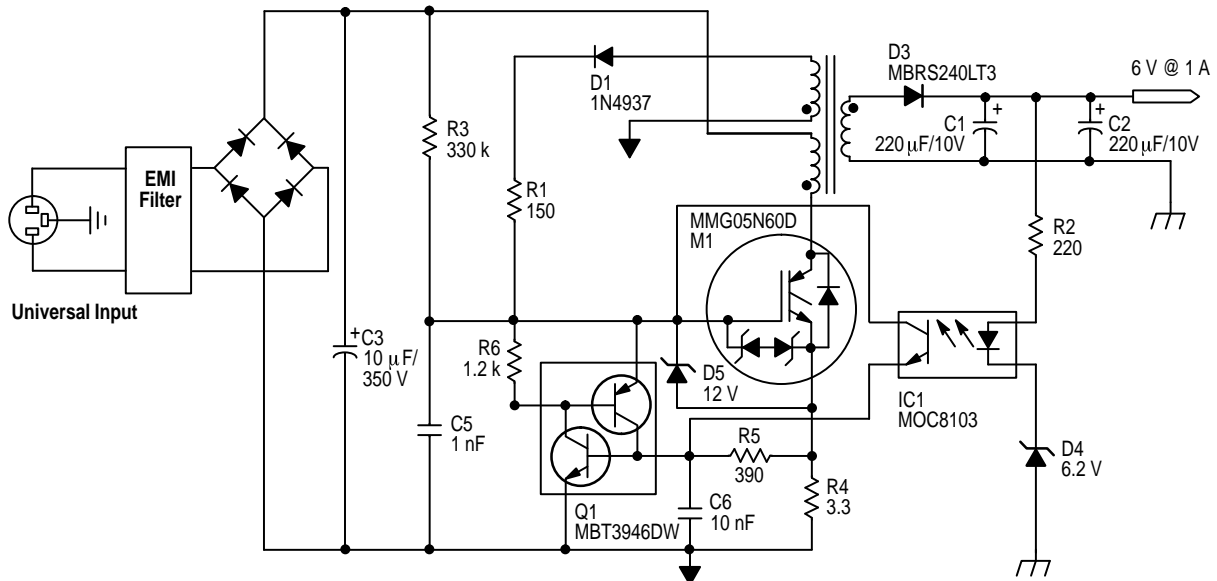 EMI
Filter
Universal Input
C3
10 μF/
350 V
+
R3
330 k
C5
1 nF
D1
1N4937
R1
150
R6
1.2 k
Q1
MBT3946DW
D5
12 V
MMG05N60D
M1
C6
10 nF
R5
390
R4
3.3
D3
MBRS240LT3
C1
220 μF/10V
+
C2
220 μF/10V
+
6 V @ 1 A
R2
220
IC1
MOC8103
D4
6.2 V